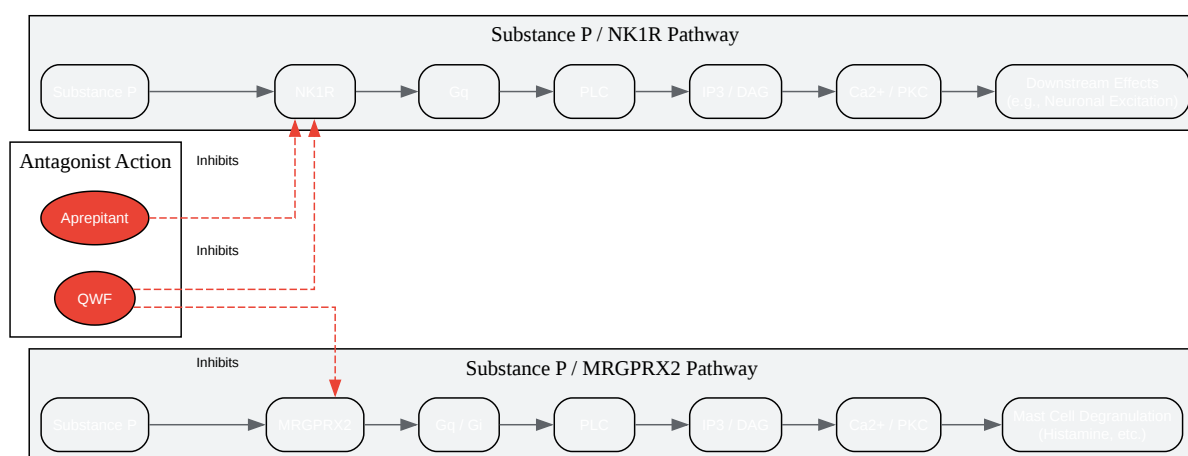 Substance P / NK1R Pathway
Substance P
NK1R
Gq
PLC
IP3 / DAG
Ca2+ / PKC
Downstream Effects
(e.g., Neuronal Excitation)
Antagonist Action
Inhibits
Aprepitant
Inhibits
QWF
Inhibits
Substance P / MRGPRX2 Pathway
Substance P
MRGPRX2
Gq / Gi
PLC
IP3 / DAG
Ca2+ / PKC
Mast Cell Degranulation
(Histamine, etc.)